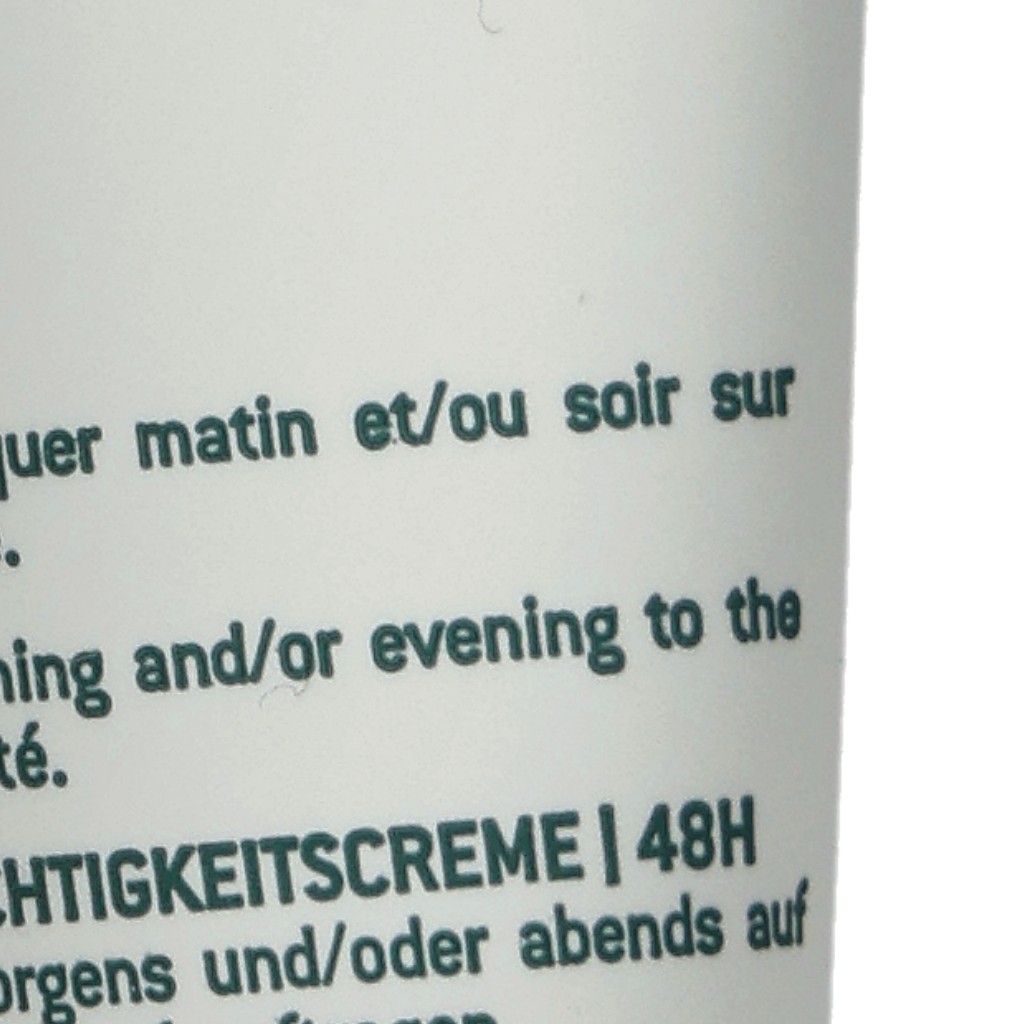 quer matin et/ou soir sur
ning and/or evening to the
té.
CHTIGKEITSCREME | 48H
orgens und/oder abends auf